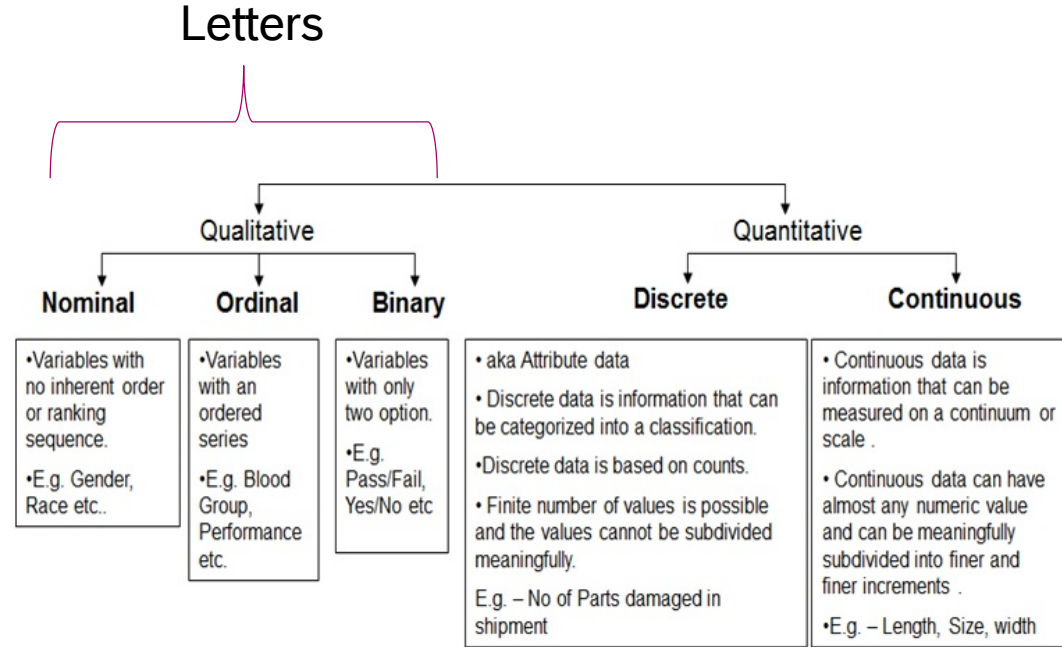 Letters
Qualitative
Quantitative
Nominal
Ordinal
Binary
Discrete
Continuous
•Variables with
no inherent order
or ranking
sequence.
•E.g. Gender,
Race etc..
•Variables
with an
ordered
series
•E.g. Blood
Group,
Performance
etc.
•Variables
with only
two option.
•E.g.
Pass/Fail,
Yes/No etc
• aka Attribute data
• Discrete data is information that can
be categorized into a classification.
•Discrete data is based on counts.
• Finite number of values is possible
and the values cannot be subdivided
meaningfully.
E.g. – No of Parts damaged in
shipment
• Continuous data is
information that can be
measured on a continuum or
scale .
• Continuous data can have
almost any numeric value
and can be meaningfully
subdivided into finer and
finer increments .
•E.g. – Length, Size, width